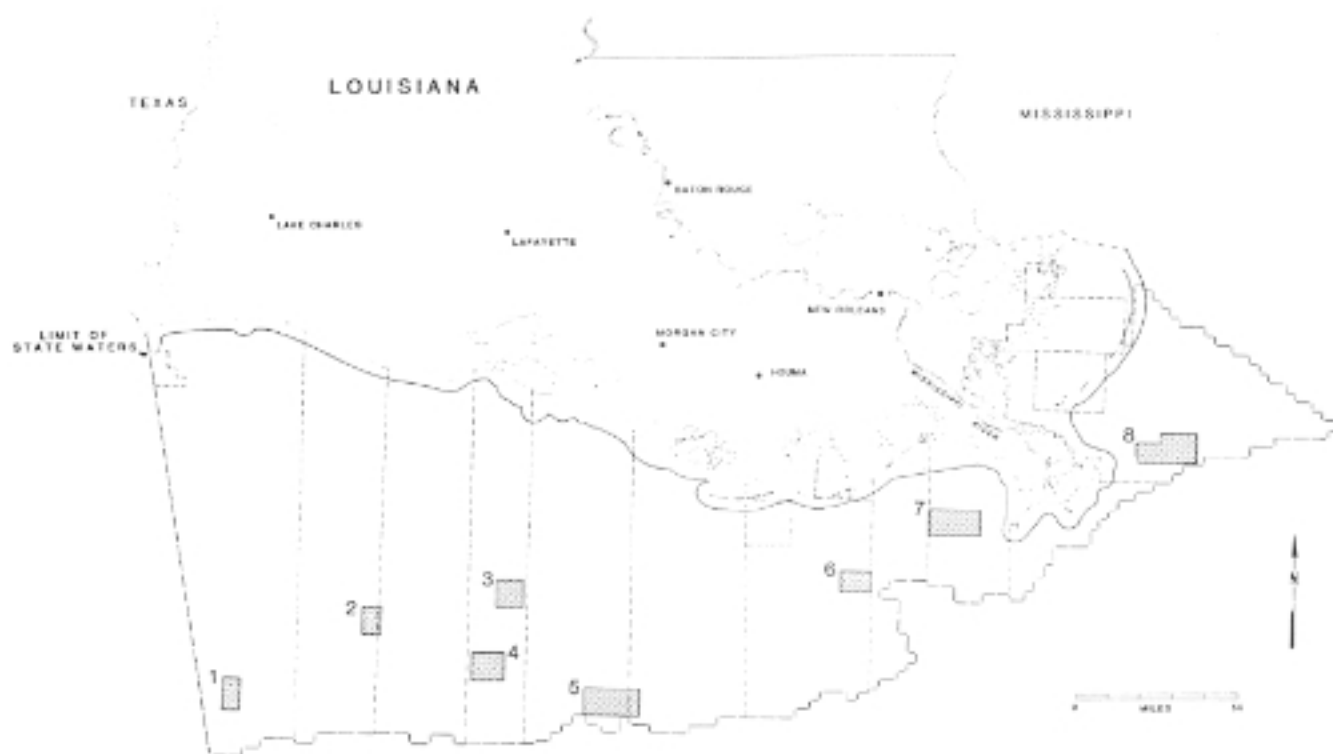 LOUISIANA
TEXAS
MISSISSIPPI
BATON ROUGE
LAKE CHARLES
LAFAYETTE
NEW ORLEANS
LIMIT OF
STATE WATERS
MORGAN CITY
HOUMA
MISSISSIPPI
RIVER
8
7
6
3
2
4
1
5
N
0
MILES